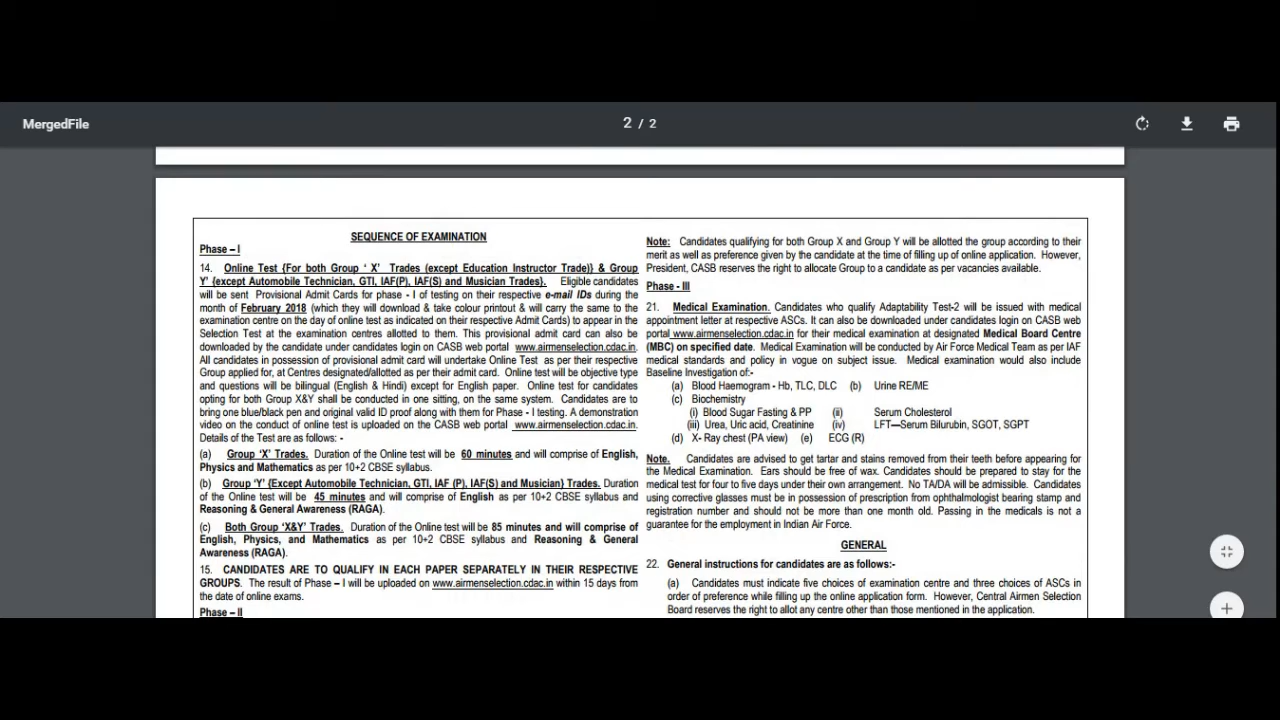 MergedFile
2 / 2
SEQUENCE OF EXAMINATION
Phase – I
14. Online Test {For both Group ' X' Trades (except Education Instructor Trade)} & Group
Y' {except Automobile Technician, GTI, IAF(P), IAF(S) and Musician Trades}. Eligible candidates
will be sent Provisional Admit Cards for phase - I of testing on their respective e-mail IDs during the
month of February 2018 (which they will download & take colour printout & will carry the same to the
examination centre on the day of online test as indicated on their respective Admit Cards) to appear in the
Selection Test at the examination centres allotted to them. This provisional admit card can also be
downloaded by the candidate under candidates login on CASB web portal www.airmenselection.cdac.in.
All candidates in possession of provisional admit card will undertake Online Test as per their respective
Group applied for, at Centres designated/allotted as per their admit card. Online test will be objective type
and questions will be bilingual (English & Hindi) except for English paper. Online test for candidates
opting for both Group X&Y shall be conducted in one sitting, on the same system. Candidates are to
bring one blue/black pen and original valid ID proof along with them for Phase - I testing. A demonstration
video on the conduct of online test is uploaded on the CASB web portal www.airmenselection.cdac.in.
Details of the Test are as follows: -
(a) Group 'X' Trades. Duration of the Online test will be 60 minutes and will comprise of English,
Physics and Mathematics as per 10+2 CBSE syllabus.
(b) Group 'Y' {Except Automobile Technician, GTI, IAF (P), IAF(S) and Musician} Trades. Duration
of the Online test will be 45 minutes and will comprise of English as per 10+2 CBSE syllabus and
Reasoning & General Awareness (RAGA).
(c) Both Group 'X&Y' Trades. Duration of the Online test will be 85 minutes and will comprise of
English, Physics, and Mathematics as per 10+2 CBSE syllabus and Reasoning & General
Awareness (RAGA).
15. CANDIDATES ARE TO QUALIFY IN EACH PAPER SEPARATELY IN THEIR RESPECTIVE
GROUPS. The result of Phase – I will be uploaded on www.airmenselection.cdac.in within 15 days from
the date of online exams.
Phase – II
Note: Candidates qualifying for both Group X and Group Y will be allotted the group according to their
merit as well as preference given by the candidate at the time of filling up of online application. However,
President, CASB reserves the right to allocate Group to a candidate as per vacancies available.
Phase - III
21. Medical Examination. Candidates who qualify Adaptability Test-2 will be issued with medical
appointment letter at respective ASCs. It can also be downloaded under candidates login on CASB web
portal www.airmenselection.cdac.in for their medical examination at designated Medical Board Centre
(MBC) on specified date. Medical Examination will be conducted by Air Force Medical Team as per IAF
medical standards and policy in vogue on subject issue. Medical examination would also include
Baseline Investigation of:-
(a) Blood Haemogram - Hb, TLC, DLC (b) Urine RE/ME
(c) Biochemistry
(i) Blood Sugar Fasting & PP (ii) Serum Cholesterol
(iii) Urea, Uric acid, Creatinine (iv) LFT—Serum Bilurubin, SGOT, SGPT
(d) X- Ray chest (PA view) (e) ECG (R)
Note. Candidates are advised to get tartar and stains removed from their teeth before appearing for
the Medical Examination. Ears should be free of wax. Candidates should be prepared to stay for the
medical test for four to five days under their own arrangement. No TA/DA will be admissible. Candidates
using corrective glasses must be in possession of prescription from ophthalmologist bearing stamp and
registration number and should not be more than one month old. Passing in the medicals is not a
guarantee for the employment in Indian Air Force.
GENERAL
22. General instructions for candidates are as follows:-
(a) Candidates must indicate five choices of examination centre and three choices of ASCs in
order of preference while filling up the online application form. However, Central Airmen Selection
Board reserves the right to allot any centre other than those mentioned in the application.